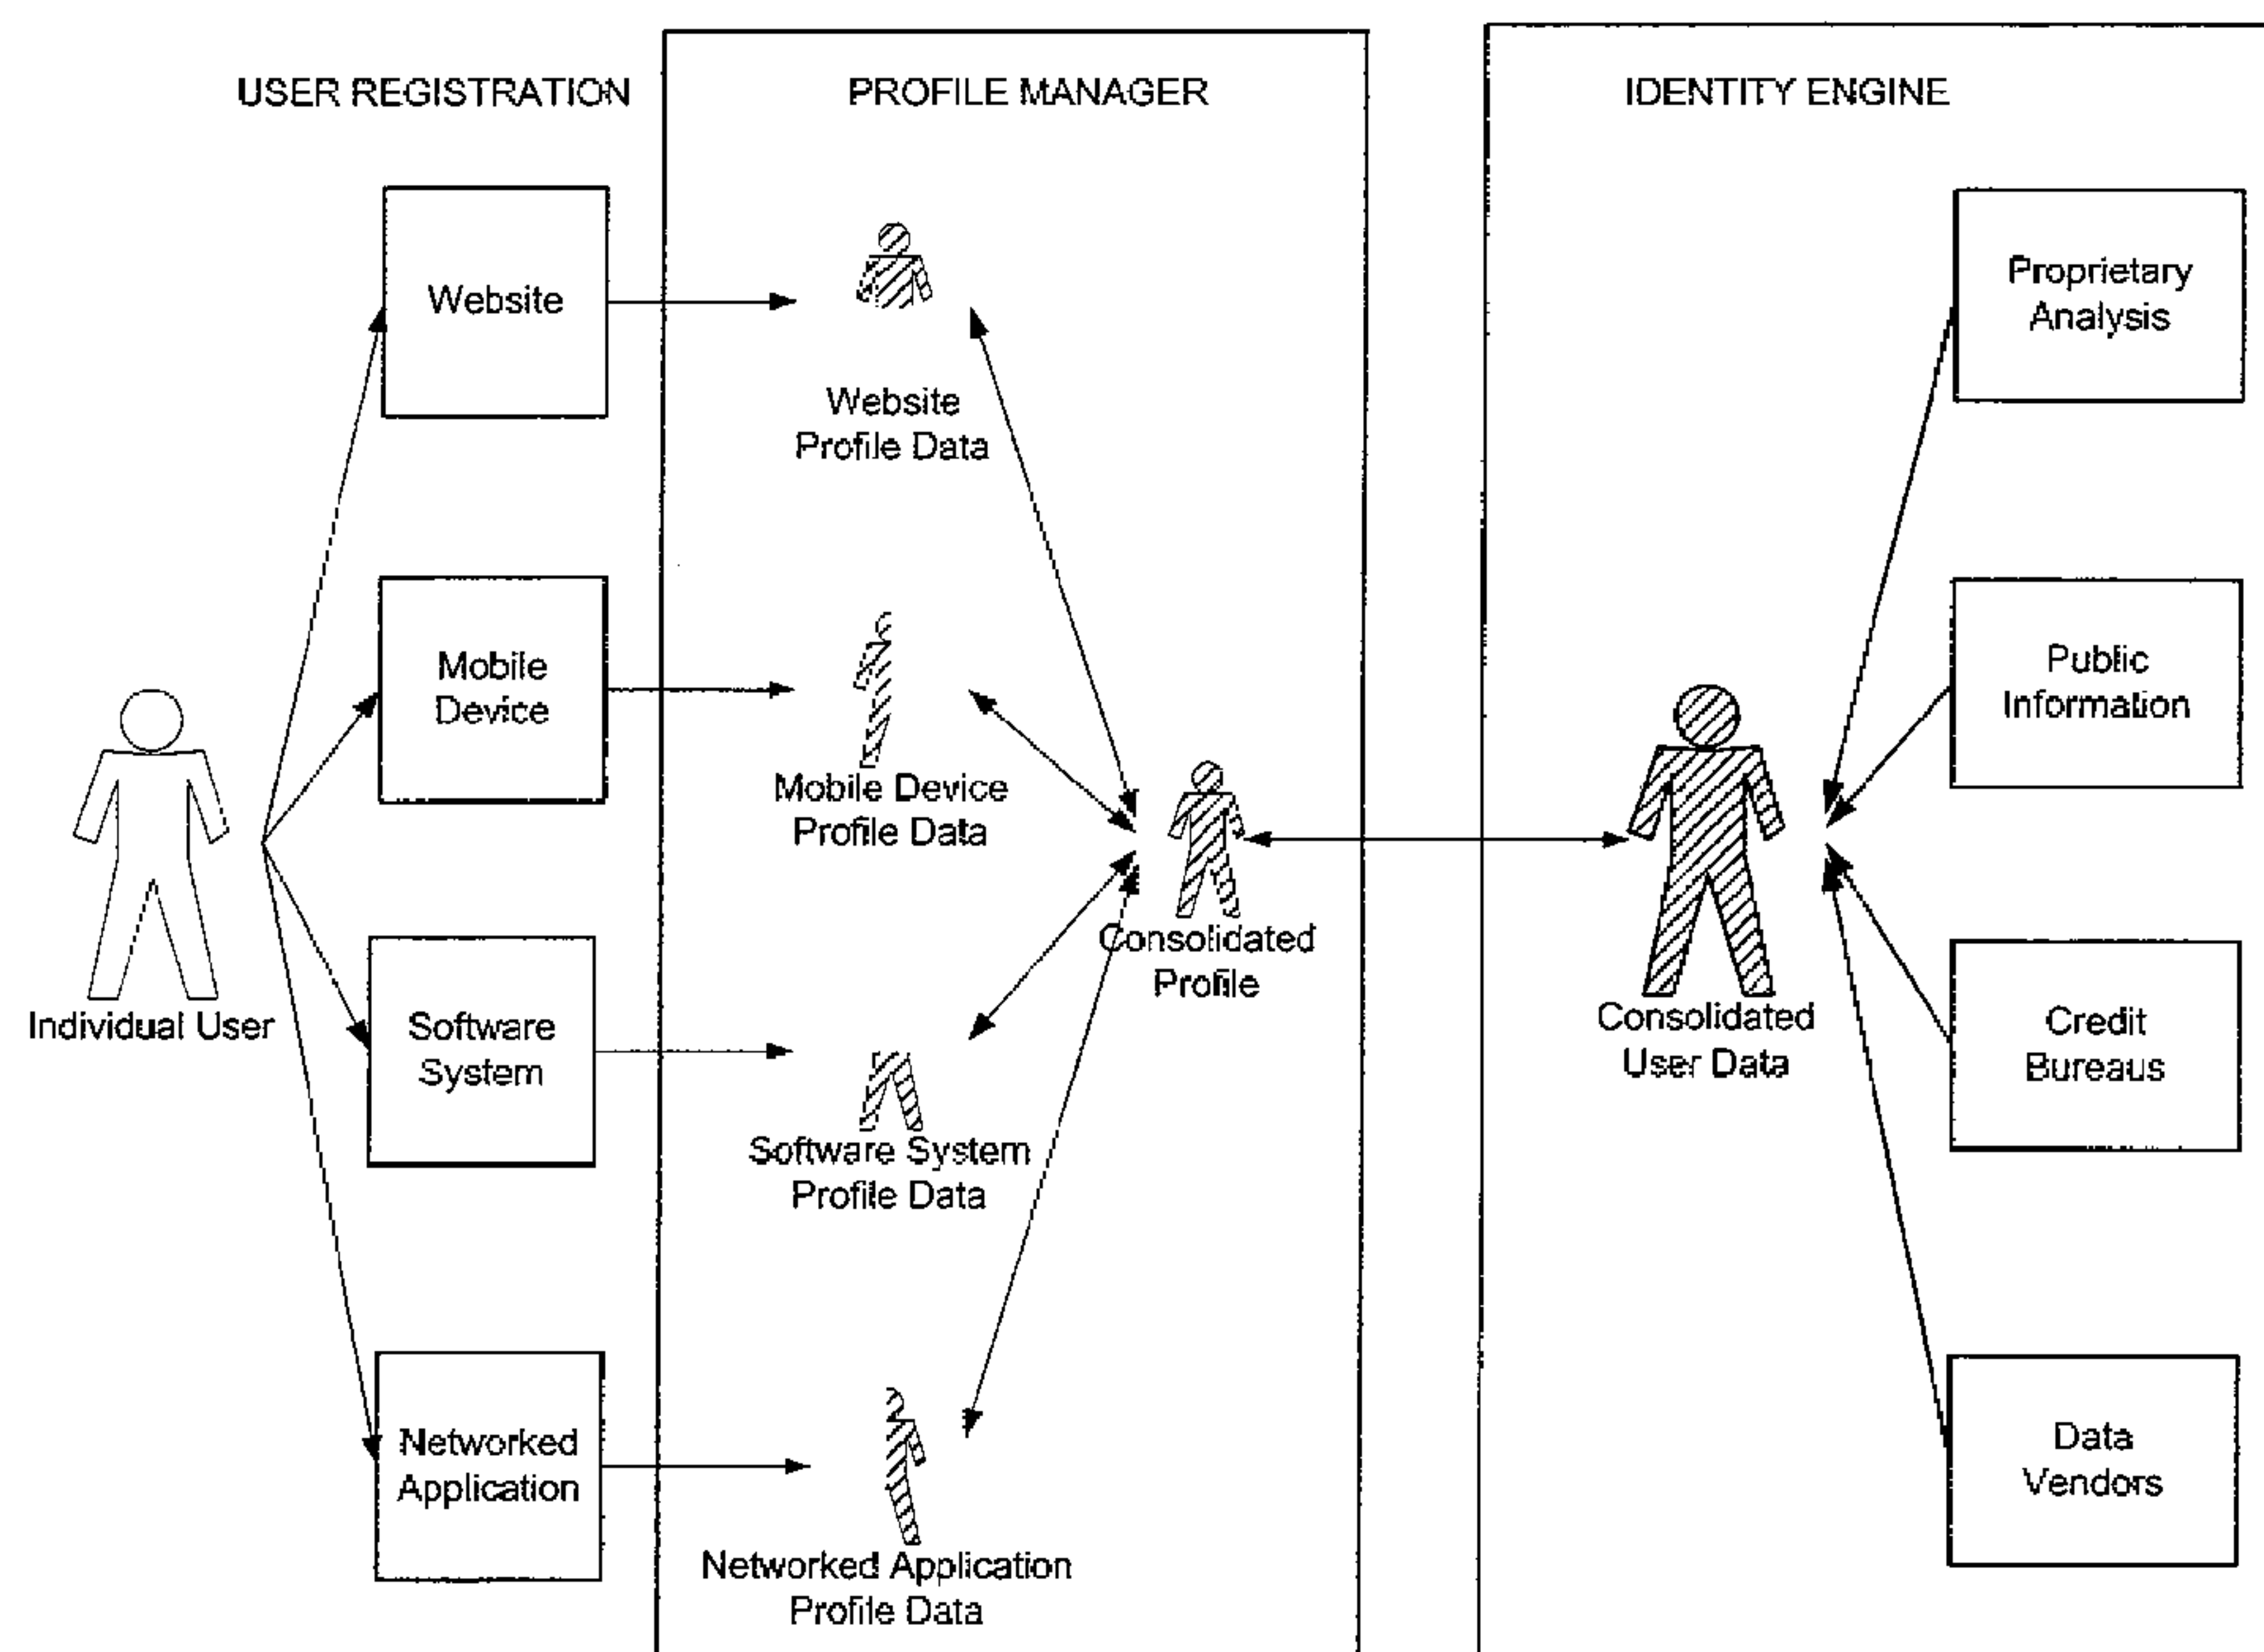 USER REGISTRATION
PROFILE MANAGER
IDENTITY ENGINE
Website
Mobile
Device
Software
System
Networked
Application
Individual User
Website
Profile Data
Mobile Device
Profile Data
Software System
Profile Data
Networked Application
Profile Data
Consolidated
Profile
Consolidated
User Data
Proprietary
Analysis
Public
Information
Credit
Bureaus
Data
Vendors